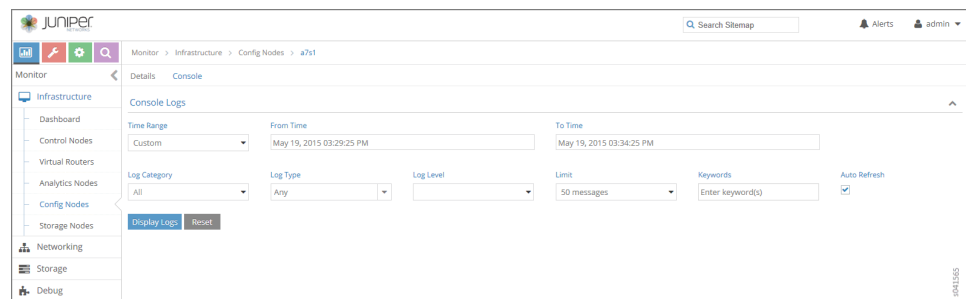 JUNIPER
NETWORKS
Search Sitemap
Alerts
admin
Monitor > Infrastructure > Config Nodes > a7s1
Monitor
Details Console
Infrastructure
Console Logs
Dashboard
Time Range From Time To Time
Control Nodes
Custom May 19, 2015 03:29:25 PM May 19, 2015 03:34:25 PM
Virtual Routers
Log Category Log Type Log Level Limit Keywords Auto Refresh
Analytics Nodes
All Any 50 messages Enter keyword(s)
Config Nodes
Display Logs Reset
Storage Nodes
Networking
Storage
Debug
s041565